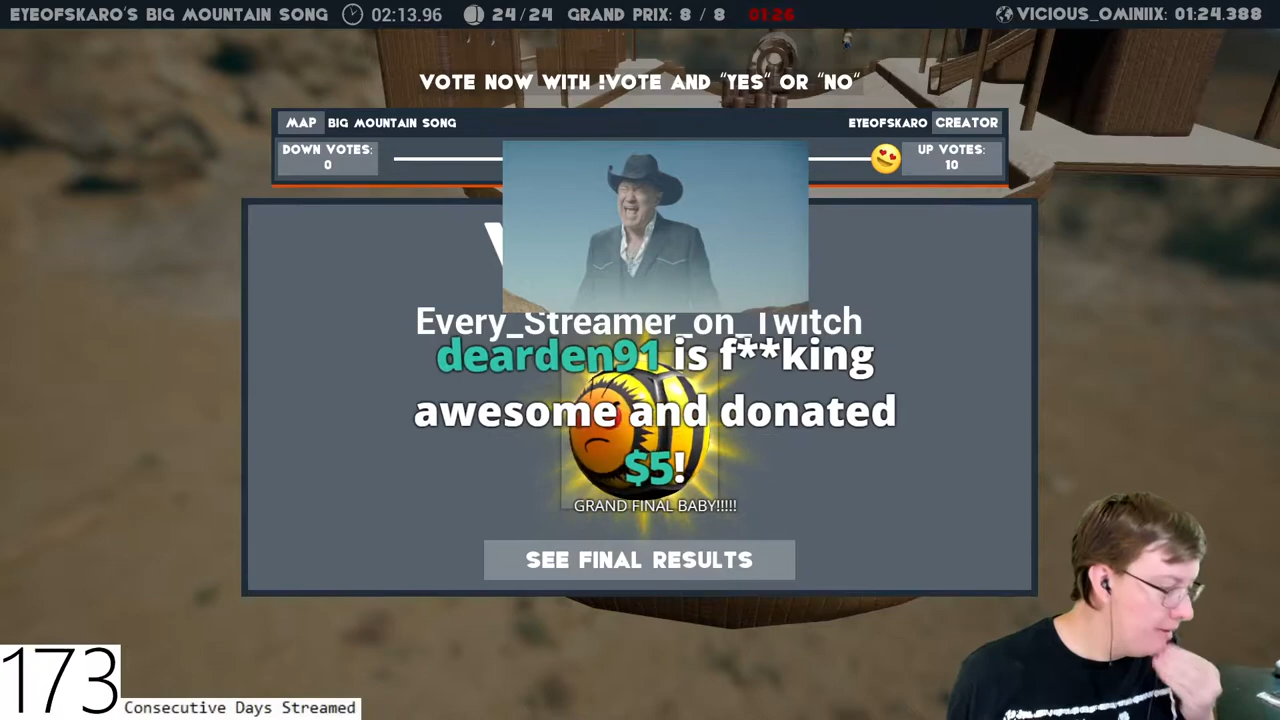 EYEOFSKARO'S BIG MOUNTAIN SONG 02:13.96 24/24 GRAND PRIX: 8 / 8 01:26 VICIOUS_OMINIIX: 01:24.388
VOTE NOW WITH !VOTE AND "YES" OR "NO"
MAP BIG MOUNTAIN SONG EYEOFSKARO CREATOR
DOWN VOTES: UP VOTES:
0 10
Every_Streamer_on_Twitch
dearden91 is f**king
awesome and donated
$5!
GRAND FINAL BABY!!!!!
SEE FINAL RESULTS
173 Consecutive Days Streamed